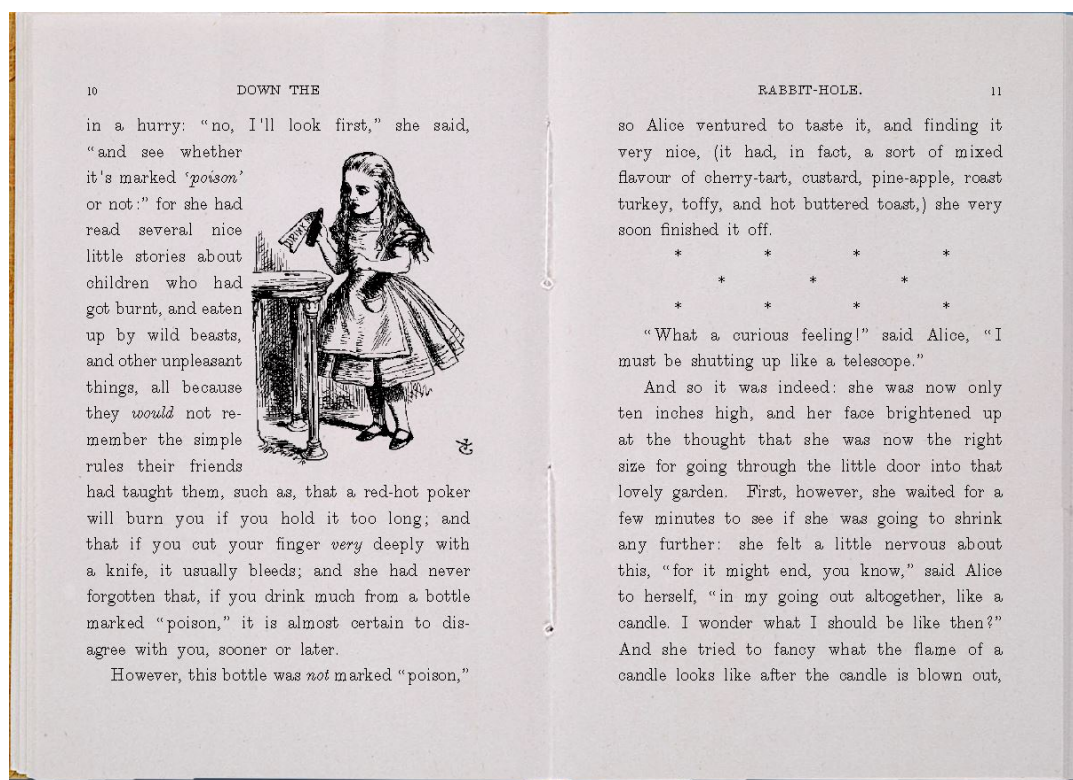 10 DOWN THE
in a hurry: “no, I'll look first,” she said,
“and see whether
it's marked ‘poison’
or not:” for she had
read several nice
little stories about
children who had
got burnt, and eaten
up by wild beasts,
and other unpleasant
things, all because
they would not re-
member the simple
rules their friends
had taught them, such as, that a red-hot poker
will burn you if you hold it too long; and
that if you cut your finger very deeply with
a knife, it usually bleeds; and she had never
forgotten that, if you drink much from a bottle
marked “poison,” it is almost certain to dis-
agree with you, sooner or later.
However, this bottle was not marked “poison,”
RABBIT-HOLE. 11
so Alice ventured to taste it, and finding it
very nice, (it had, in fact, a sort of mixed
flavour of cherry-tart, custard, pine-apple, roast
turkey, toffy, and hot buttered toast,) she very
soon finished it off.
* * * *
* * *
* * * *
“What a curious feeling!” said Alice, “I
must be shutting up like a telescope.”
And so it was indeed: she was now only
ten inches high, and her face brightened up
at the thought that she was now the right
size for going through the little door into that
lovely garden. First, however, she waited for a
few minutes to see if she was going to shrink
any further: she felt a little nervous about
this, “for it might end, you know,” said Alice
to herself, “in my going out altogether, like a
candle. I wonder what I should be like then?”
And she tried to fancy what the flame of a
candle looks like after the candle is blown out,